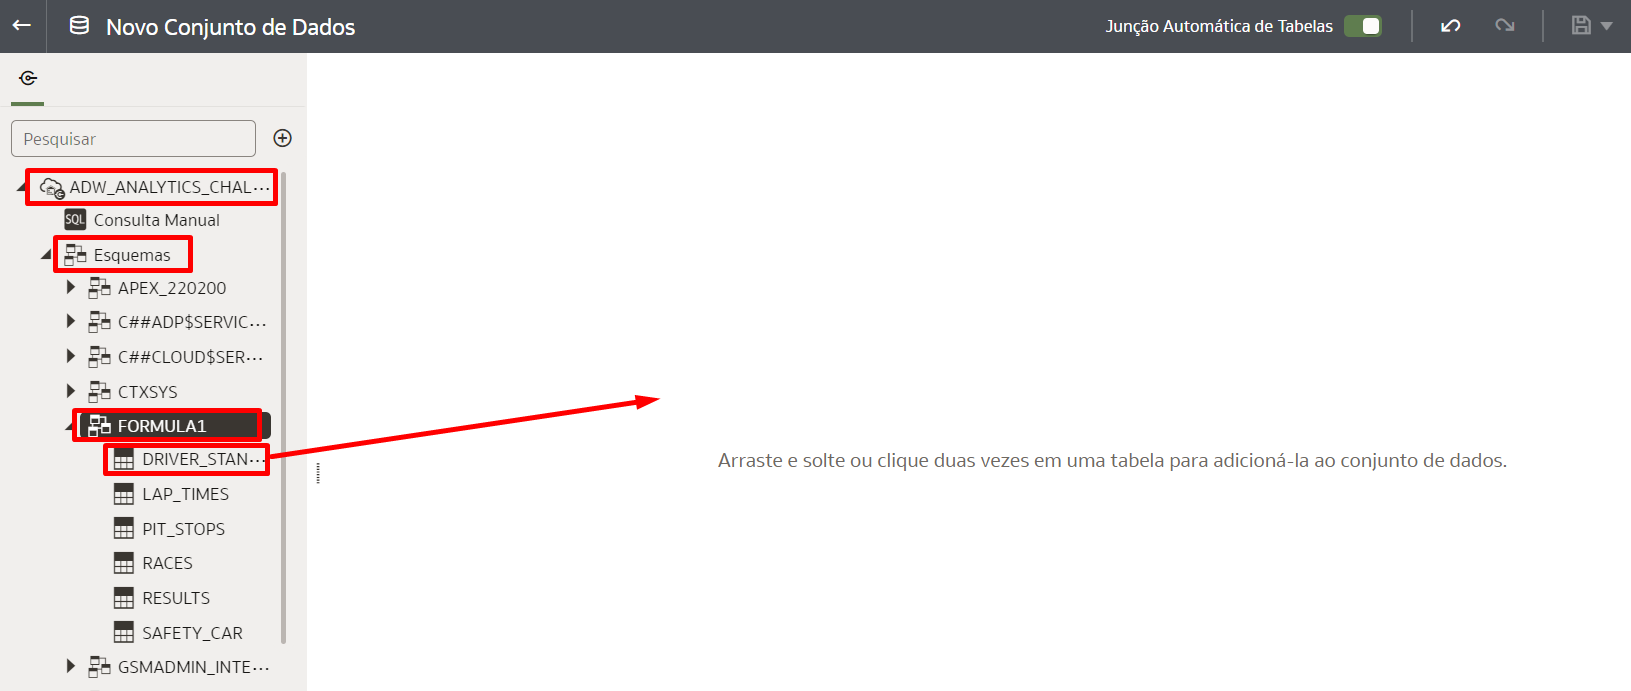 Novo Conjunto de Dados
Junção Automática de Tabelas
Pesquisar
ADW_ANALYTICS_CHAL...
SQL Consulta Manual
Esquemas
APEX_220200
C##ADP$SERVIC...
C##CLOUD$SER...
CTXSYS
FORMULA1
DRIVER_STAN...
LAP_TIMES
PIT_STOPS
RACES
RESULTS
SAFETY_CAR
GSMADMIN_INTE...
Arraste e solte ou clique duas vezes em uma tabela para adicioná-la ao conjunto de dados.